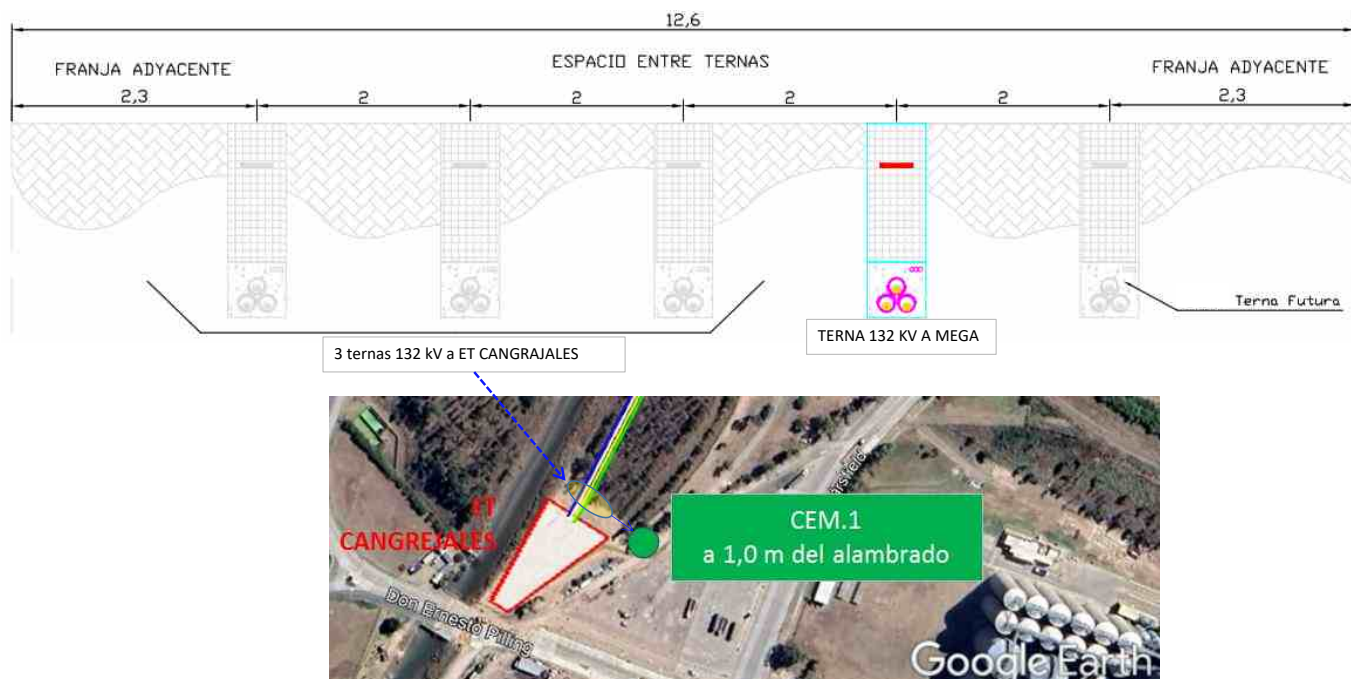 12,6
FRANJA ADYACENTE
ESPACIO ENTRE TERNAS
FRANJA ADYACENTE
2,3
2
2
2
2
2,3
Terna Futura
TERNA 132 KV A MEGA
3 ternas 132 kV a ET CANGRAJALES
ET
CANGREJALES
CEM.1
a 1,0 m del alambrado
Don Ernesto Pilling
Google Earth